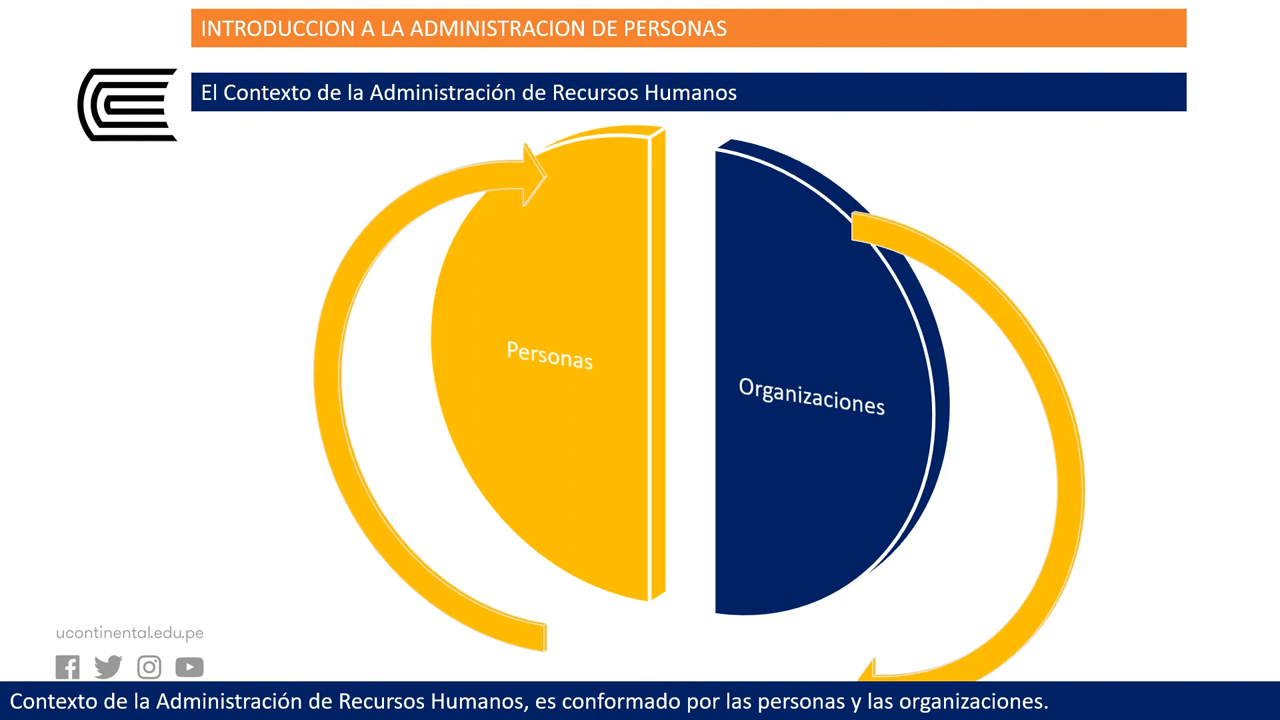 INTRODUCCION A LA ADMINISTRACION DE PERSONAS
El Contexto de la Administración de Recursos Humanos
Personas
Organizaciones
ucontinental.edu.pe
Contexto de la Administración de Recursos Humanos, es conformado por las personas y las organizaciones.